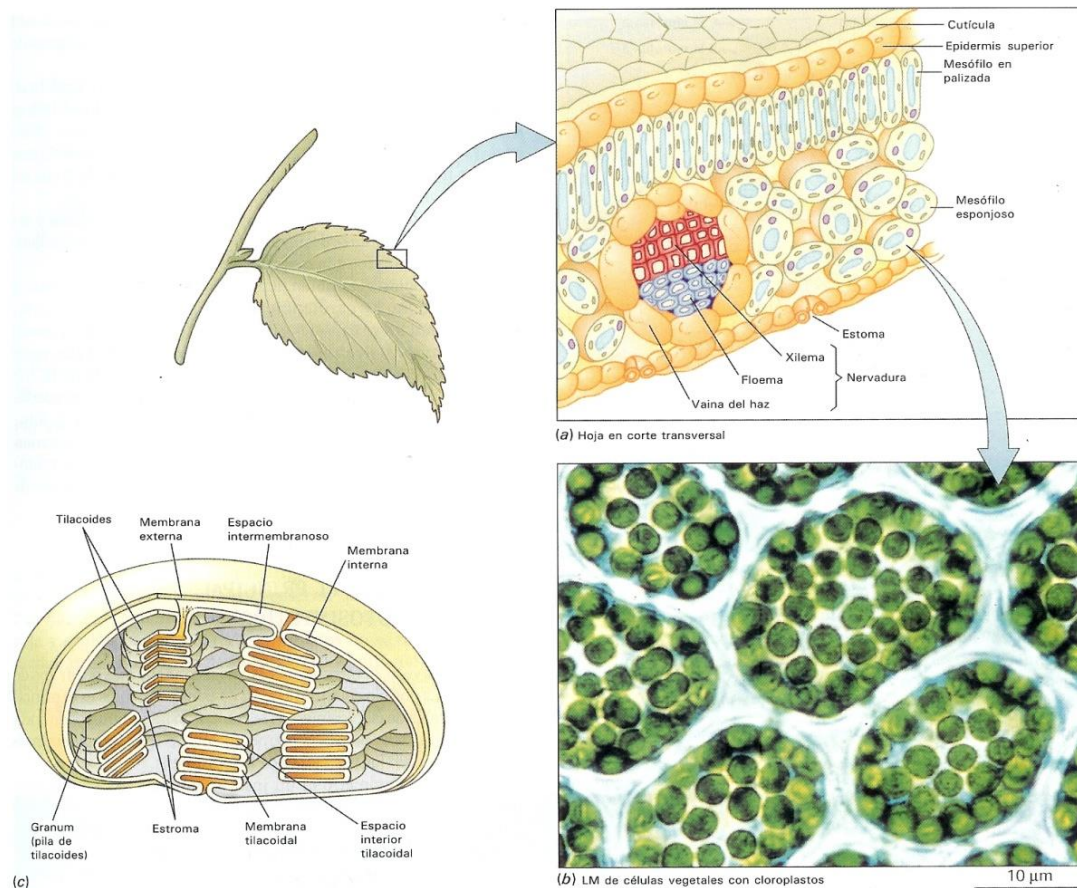 Cutícula
Epidermis superior
Mesófilo en
palizada
Mesófilo
esponjoso
Estoma
Xilema
Floema
Nervadura
Vaina del haz
(a) Hoja en corte transversal
Tilacoides
Membrana
externa
Espacio
intermembranoso
Membrana
interna
Granum
(pila de
tilacoides)
Estroma
Membrana
tilacoidal
Espacio
interior
tilacoidal
(c)
(b) LM de células vegetales con cloroplastos
10 µm